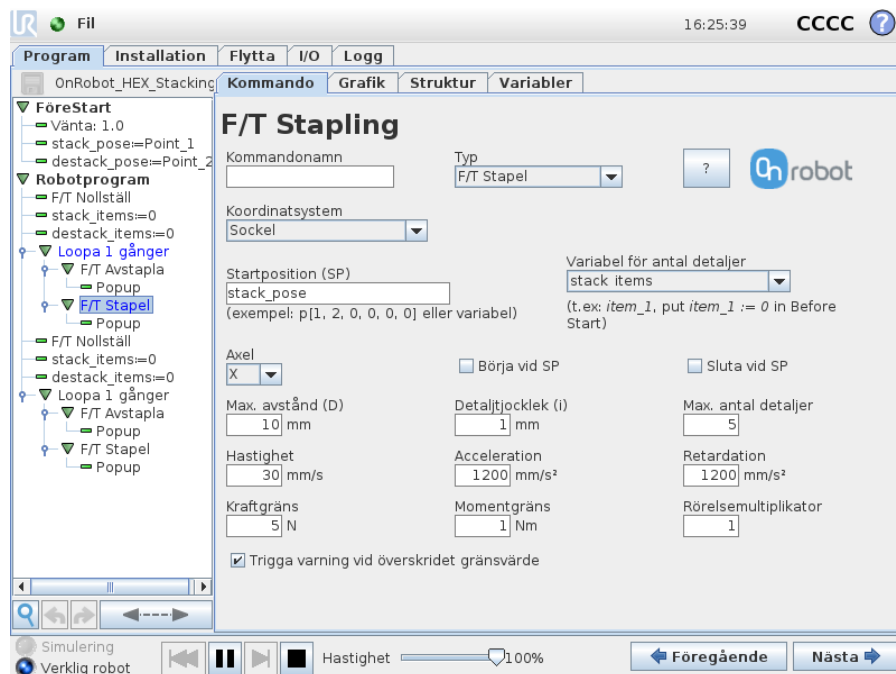 UR Fil 16:25:39 CCCC ?
Program Installation Flytta I/O Logg
OnRobot_HEX_Stacking Kommando Grafik Struktur Variabler
FöreStart
Vänta: 1.0
stack_pose:=Point_1
destack_pose:=Point_2
Robotprogram
F/T Nollställ
stack_items:=0
destack_items:=0
Loopa 1 gånger
F/T Avstapla
Popup
F/T Stapel
Popup
F/T Nollställ
stack_items:=0
destack_items:=0
Loopa 1 gånger
F/T Avstapla
Popup
F/T Stapel
Popup
F/T Stapling
Kommandonamn Typ
F/T Stapel ? On robot
Koordinatsystem
Sockel
Startposition (SP) Variabel för antal detaljer
stack_pose stack items
(exempel: p[1, 2, 0, 0, 0, 0] eller variabel) (t.ex: item_1, put item_1 := 0 in Before
Start)
Axel
X Börja vid SP Sluta vid SP
Max. avstånd (D) Detaljtjocklek (i) Max. antal detaljer
10 mm 1 mm 5
Hastighet Acceleration Retardation
30 mm/s 1200 mm/s² 1200 mm/s²
Kraftgräns Momentgräns Rörelsemultiplikator
5 N 1 Nm 1
Trigga varning vid överskridet gränsvärde
Simulering
Verklig robot
Hastighet 100% Föregående Nästa